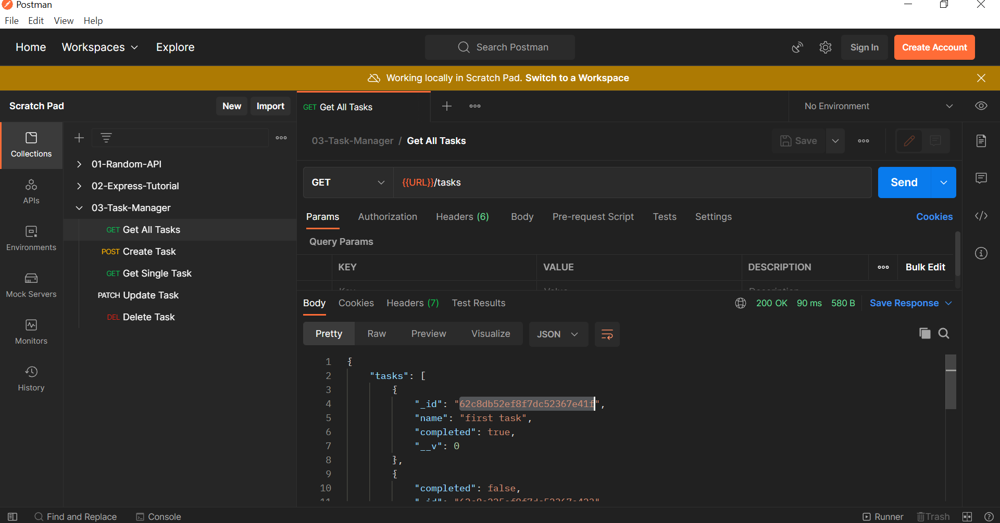 Postman
File Edit View Help
Home Workspaces Explore Search Postman Sign In Create Account
Working locally in Scratch Pad. Switch to a Workspace
Scratch Pad New Import GET Get All Tasks No Environment
03-Task-Manager / Get All Tasks Save
Collections
01-Random-API
02-Express-Tutorial
03-Task-Manager
GET Get All Tasks
POST Create Task
GET Get Single Task
PATCH Update Task
DEL Delete Task
APIs
Environments
Mock Servers
Monitors
History
GET {{URL}}/tasks Send
Params Authorization Headers (6) Body Pre-request Script Tests Settings Cookies
Query Params
KEY VALUE DESCRIPTION Bulk Edit
Body Cookies Headers (7) Test Results 200 OK 90 ms 580 B Save Response
Pretty Raw Preview Visualize JSON
1 {
2 "tasks": [
3 {
4 "_id": "62c8db52ef8f7dc52367e41f",
5 "name": "first task",
6 "completed": true,
7 "__v": 0
8 },
9 {
10 "completed": false,
Find and Replace Console Runner Trash